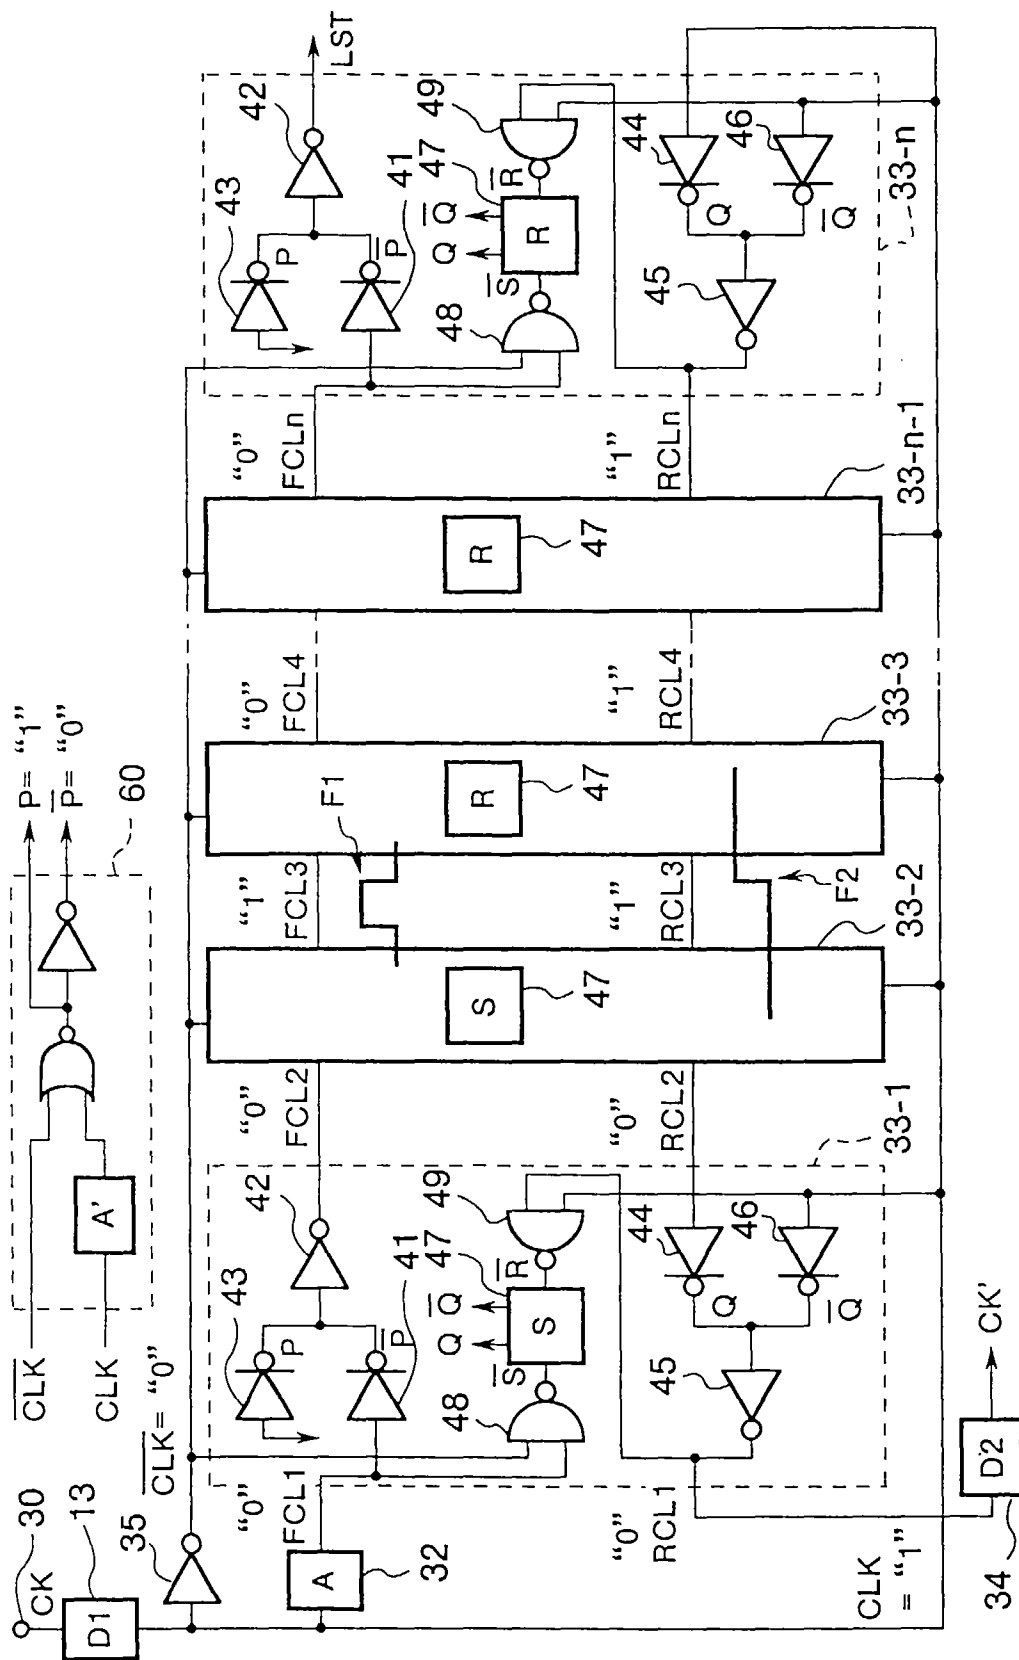 30
CK
13
D1
35
CLK = "0"
A
32
CLK
CLK
A'
P= "1"
P= "0"
60
"0"
FCL1
43
P
41
P
42
48
S
47
S
Q
Q
R
49
44
Q
46
Q
45
33-1
"0"
RCL1
CLK
= "1"
34
D2
CK'
"0"
FCL2
"0"
RCL2
S
47
33-2
"1"
FCL3
F1
"1"
RCL3
F2
R
47
33-3
"0"
FCL4
"1"
RCL4
R
47
33-n-1
"0"
FCLn
"1"
RCLn
43
P
41
P
42
LST
48
S
47
R
Q
Q
R
49
44
Q
46
Q
45
33-n